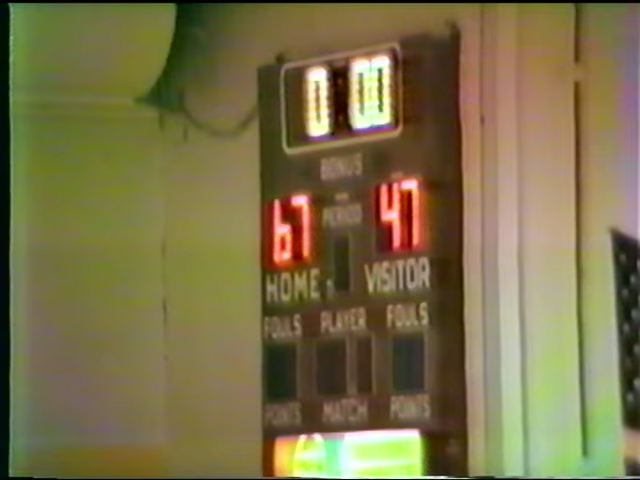 0:00
BONUS
67 PERIOD 47
HOME VISITOR
FOULS PLAYER FOULS
POINTS MATCH POINTS